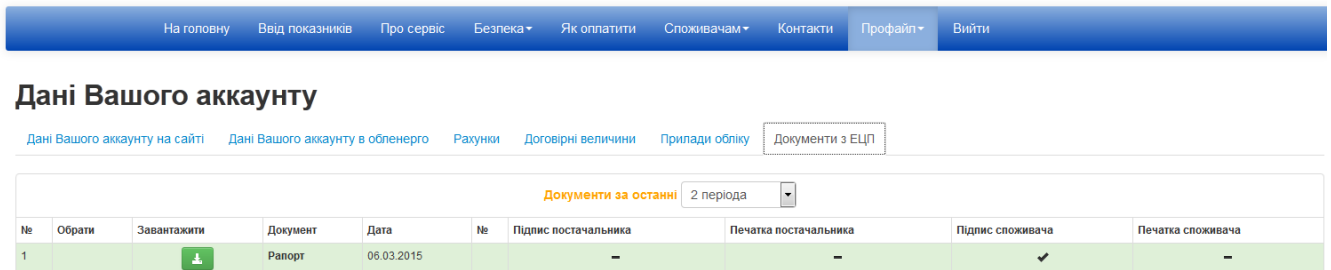 На головну Ввід показників Про сервіс Безпека Як оплатити Споживачам Контакти Профайл Вийти
Дані Вашого аккаунту
Дані Вашого аккаунту на сайті Дані Вашого аккаунту в обленерго Рахунки Договірні величини Прилади обліку Документи з ЕЦП
Документи за останні 2 періода
№ Обрати Завантажити Документ Дата № Підпис постачальника Печатка постачальника Підпис споживача Печатка споживача
1 Рапорт 06.03.2015 – – ✔ –